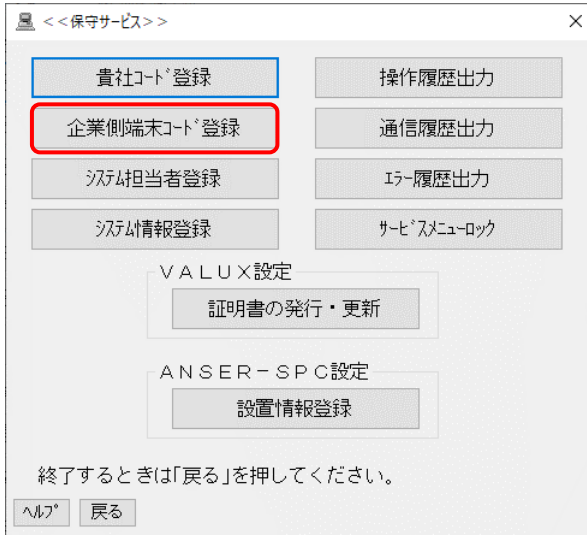 <<保守ｻｰﾋﾞｽ>>
貴社ｺｰﾄﾞ登録
操作履歴出力
企業側端末ｺｰﾄﾞ登録
通信履歴出力
ｼｽﾃﾑ担当者登録
ｴﾗｰ履歴出力
ｼｽﾃﾑ情報登録
ｻｰﾋﾞｽﾒﾆｭｰﾛｯｸ
ＶＡＬＵＸ設定
証明書の発行・更新
ＡＮＳＥＲ－ＳＰＣ設定
設置情報登録
終了するときは｢戻る｣を押してください。
ﾍﾙﾌﾟ 戻る